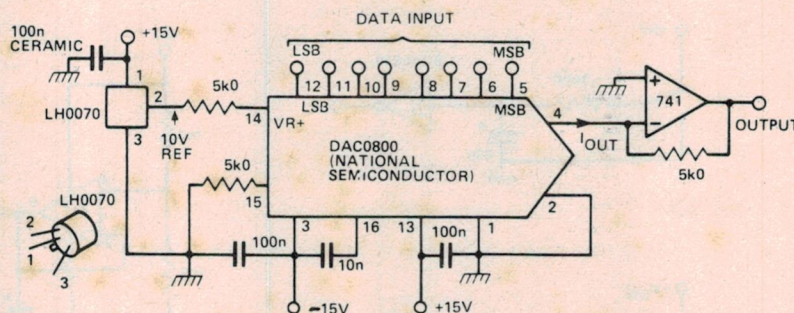 DATA INPUT
100n
CERAMIC
+15V
LSB
MSB
12
11
10
9
8
7
6
5
1
5k0
LSB
MSB
LH0070
2
14
4
+
741
VR+
IOUT
−
OUTPUT
3
10V
REF
DAC0800
(NATIONAL
SEMICONDUCTOR)
5k0
5k0
15
2
LH0070
2
1
3
3
16
13
1
100n
10n
100n
−15V
+15V